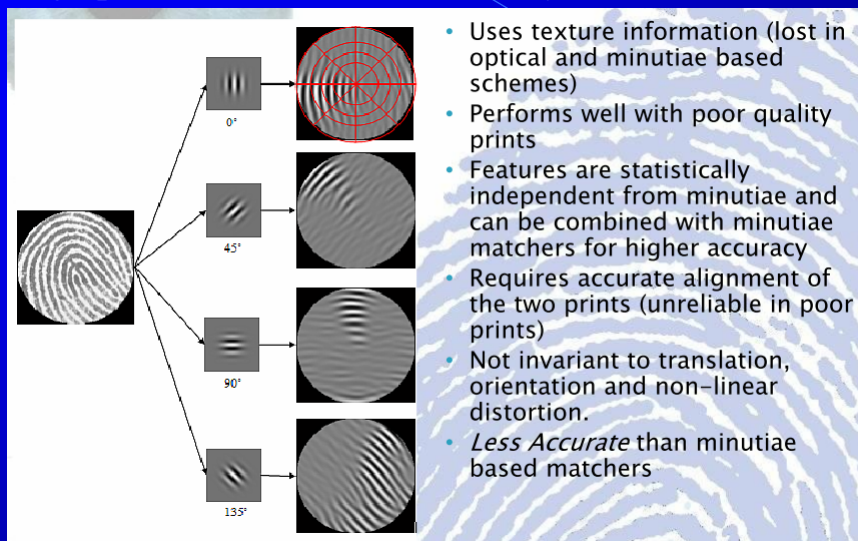 0°
45°
90°
135°
• Uses texture information (lost in
optical and minutiae based
schemes)
• Performs well with poor quality
prints
• Features are statistically
independent from minutiae and
can be combined with minutiae
matchers for higher accuracy
• Requires accurate alignment of
the two prints (unreliable in poor
prints)
• Not invariant to translation,
orientation and non-linear
distortion.
• Less Accurate than minutiae
based matchers